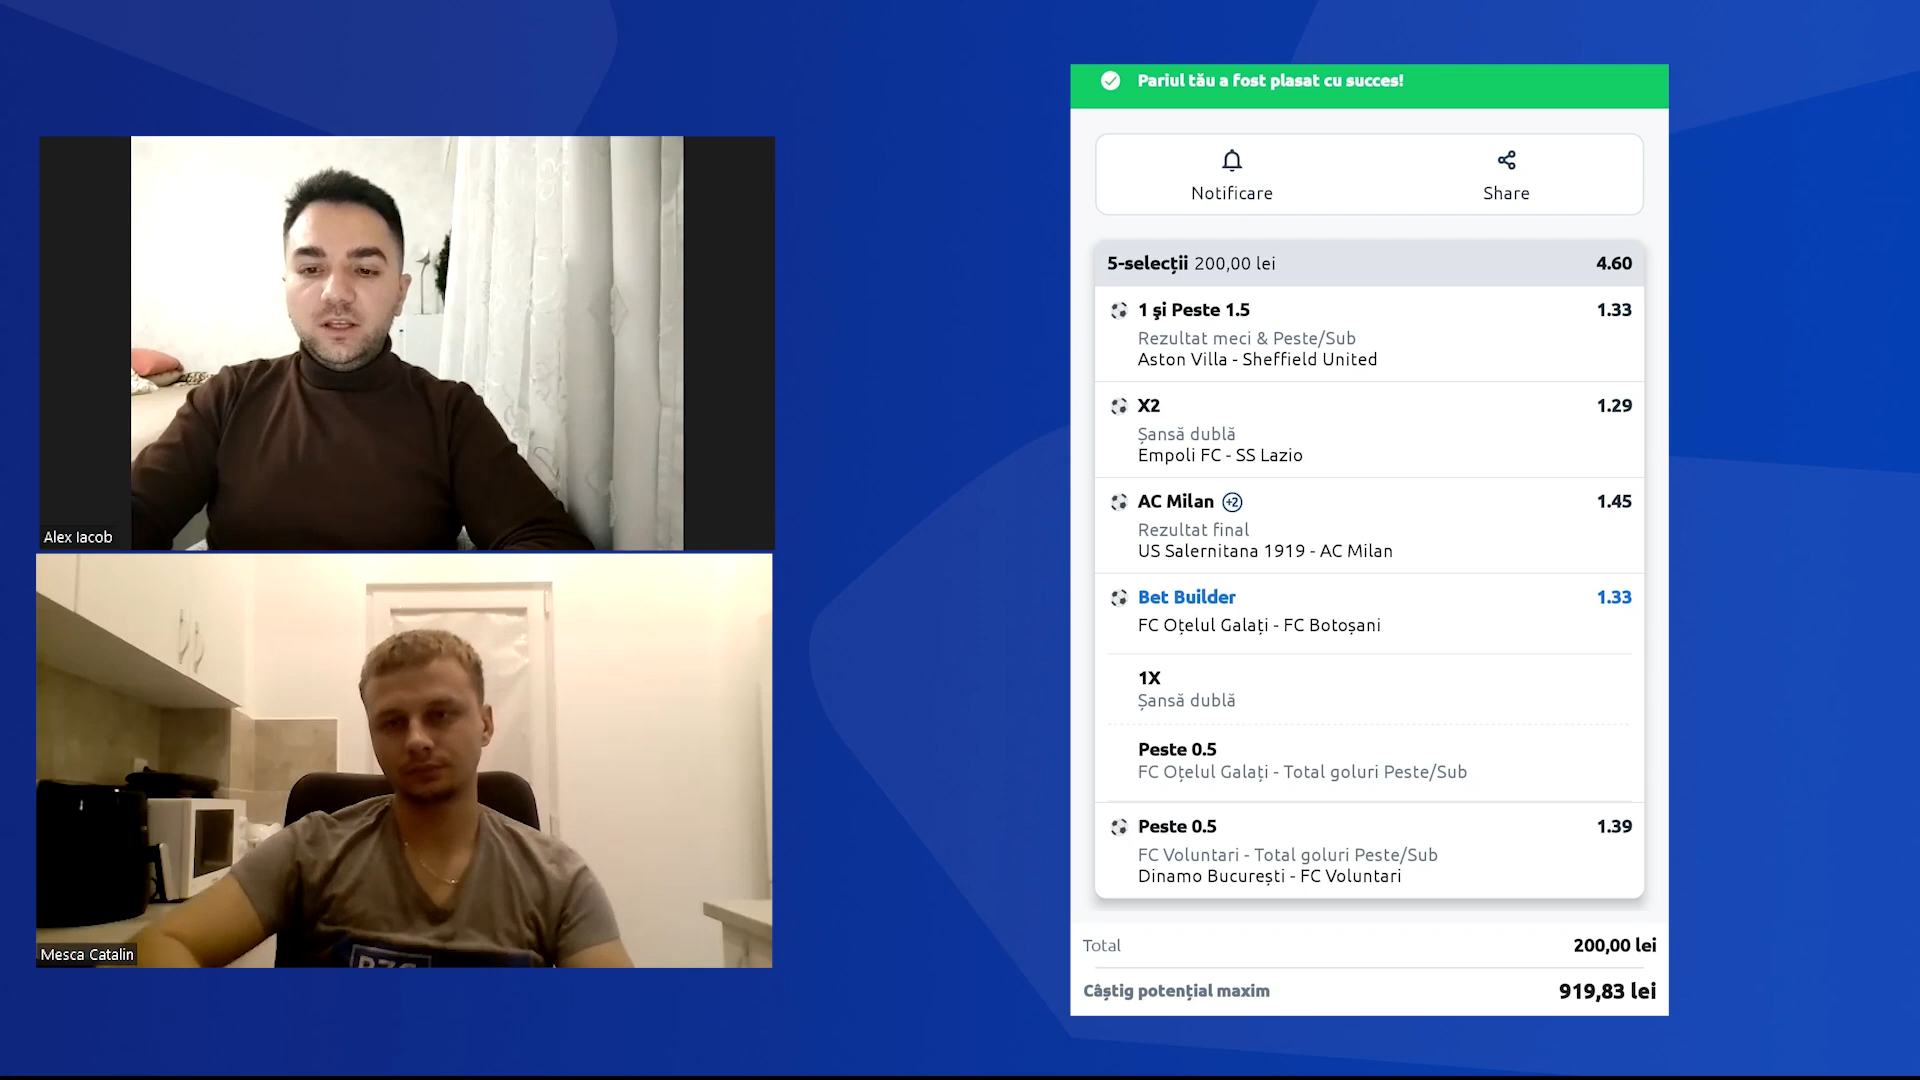 Alex Iacob
Mesca Catalin
Pariul tău a fost plasat cu succes!
Notificare
Share
5-selecții 200,00 lei 4.60
1 şi Peste 1.5 1.33
Rezultat meci & Peste/Sub
Aston Villa - Sheffield United
X2 1.29
Șansă dublă
Empoli FC - SS Lazio
AC Milan +2 1.45
Rezultat final
US Salernitana 1919 - AC Milan
Bet Builder 1.33
FC Oțelul Galați - FC Botoșani
1X
Șansă dublă
Peste 0.5
FC Oțelul Galați - Total goluri Peste/Sub
Peste 0.5 1.39
FC Voluntari - Total goluri Peste/Sub
Dinamo București - FC Voluntari
Total 200,00 lei
Câștig potențial maxim 919,83 lei